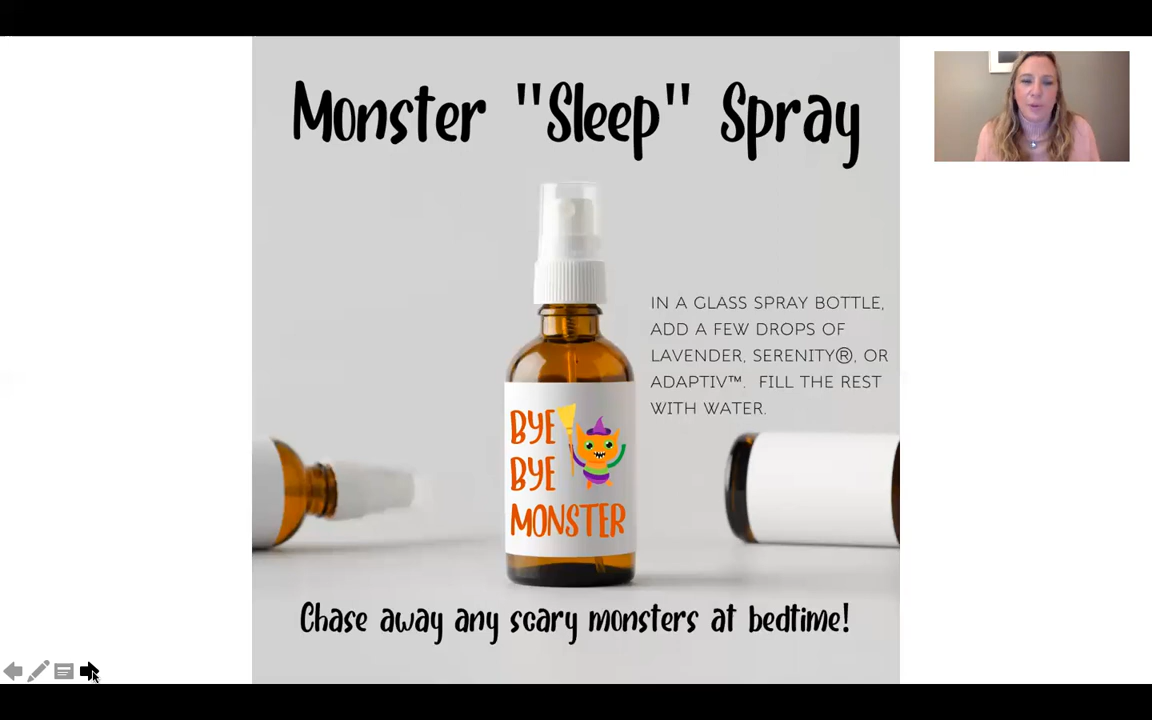 Monster "Sleep" Spray
IN A GLASS SPRAY BOTTLE,
ADD A FEW DROPS OF
LAVENDER, SERENITY®, OR
ADAPTIV™. FILL THE REST
WITH WATER.
BYE
BYE
MONSTER
Chase away any scary monsters at bedtime!